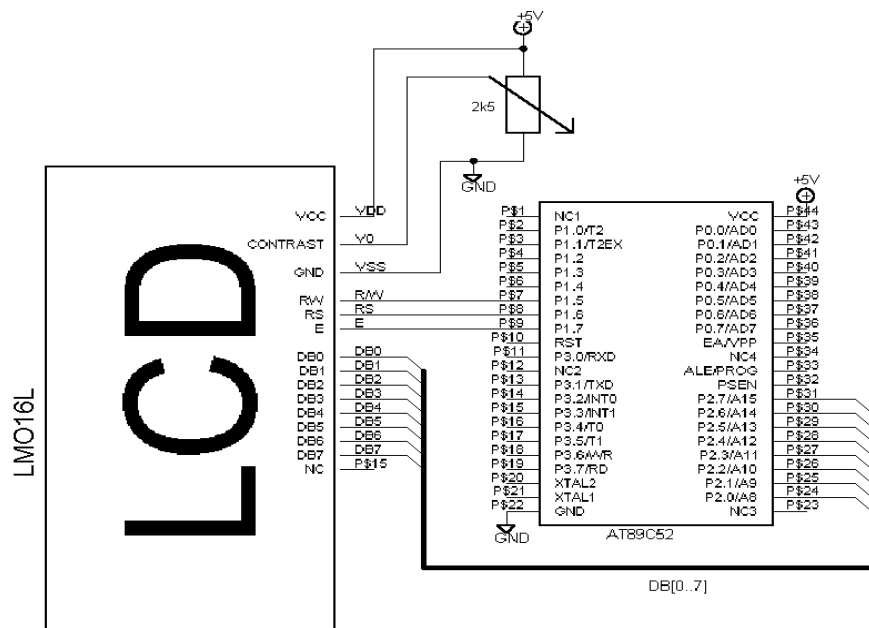 +5V
2k5
GND
LMO16L
LCD
VCC VDD
CONTRAST V0
GND VSS
RW R/W
RS RS
E E
DB0 DB0
DB1 DB1
DB2 DB2
DB3 DB3
DB4 DB4
DB5 DB5
DB6 DB6
DB7 DB7
NC P$15
+5V
P$1 NC1 VCC P$44
P$2 P1.0/T2 P0.0/AD0 P$43
P$3 P1.1/T2EX P0.1/AD1 P$42
P$4 P1.2 P0.2/AD2 P$41
P$5 P1.3 P0.3/AD3 P$40
P$6 P1.4 P0.4/AD4 P$39
P$7 P1.5 P0.5/AD5 P$38
P$8 P1.6 P0.6/AD6 P$37
P$9 P1.7 P0.7/AD7 P$36
P$10 RST EA/VPP P$35
P$11 P3.0/RXD NC4 P$34
P$12 NC2 ALE/PROG P$33
P$13 P3.1/TXD PSEN P$32
P$14 P3.2/INT0 P2.7/A15 P$31
P$15 P3.3/INT1 P2.6/A14 P$30
P$16 P3.4/T0 P2.5/A13 P$29
P$17 P3.5/T1 P2.4/A12 P$28
P$18 P3.6/WR P2.3/A11 P$27
P$19 P3.7/RD P2.2/A10 P$26
P$20 XTAL2 P2.1/A9 P$25
P$21 XTAL1 P2.0/A8 P$24
P$22 GND NC3 P$23
GND
AT89C52
DB[0..7]